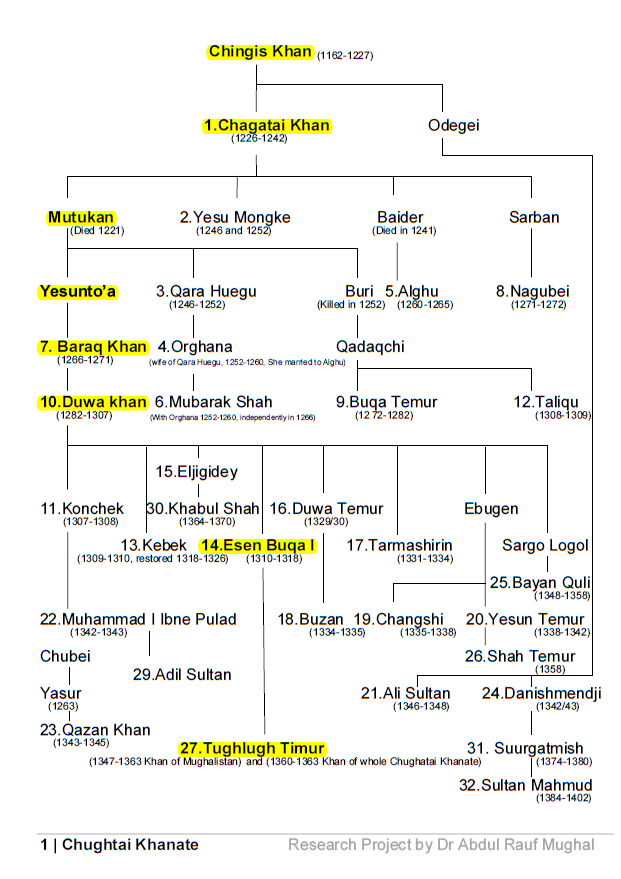 Chingis Khan (1162-1227)
1.Chagatai Khan Odegei
(1226-1242)
Mutukan 2.Yesu Mongke Baider Sarban
(Died 1221) (1246 and 1252) (Died in 1241)
Yesunto'a 3.Qara Huegu Buri 5.Alghu 8.Nagubei
(1246-1252) (Killed in 1252) (1260-1265) (1271-1272)
7. Baraq Khan 4.Orghana Qadaqchi
(1266-1271) (wife of Qara Huegu, 1252-1260, She married to Alghu)
10.Duwa khan 6.Mubarak Shah 9.Buqa Temur 12.Taliqu
(1282-1307) (With Orghana 1252-1260, independently in 1266) (1272-1282) (1308-1309)
15.Eljigidey
11.Konchek 30.Khabul Shah 16.Duwa Temur Ebugen
(1307-1308) (1364-1370) (1329/30)
13.Kebek 14.Esen Buqa I 17.Tarmashirin Sargo Logol
(1309-1310, restored 1318-1326) (1310-1318) (1331-1334)
25.Bayan Quli
(1348-1358)
22.Muhammad I Ibne Pulad 18.Buzan 19.Changshi 20.Yesun Temur
(1342-1343) (1334-1335) (1335-1338) (1338-1342)
Chubei 26.Shah Temur
(1358)
29.Adil Sultan
Yasur 21.Ali Sultan 24.Danishmendji
(1263) (1346-1348) (1342/43)
23.Qazan Khan
(1343-1345)
27.Tughlugh Timur 31. Suurgatmish
(1347-1363 Khan of Mughalistan) and (1360-1363 Khan of whole Chughatai Khanate) (1374-1380)
32.Sultan Mahmud
(1384-1402)
1 | Chughtai Khanate Research Project by Dr Abdul Rauf Mughal